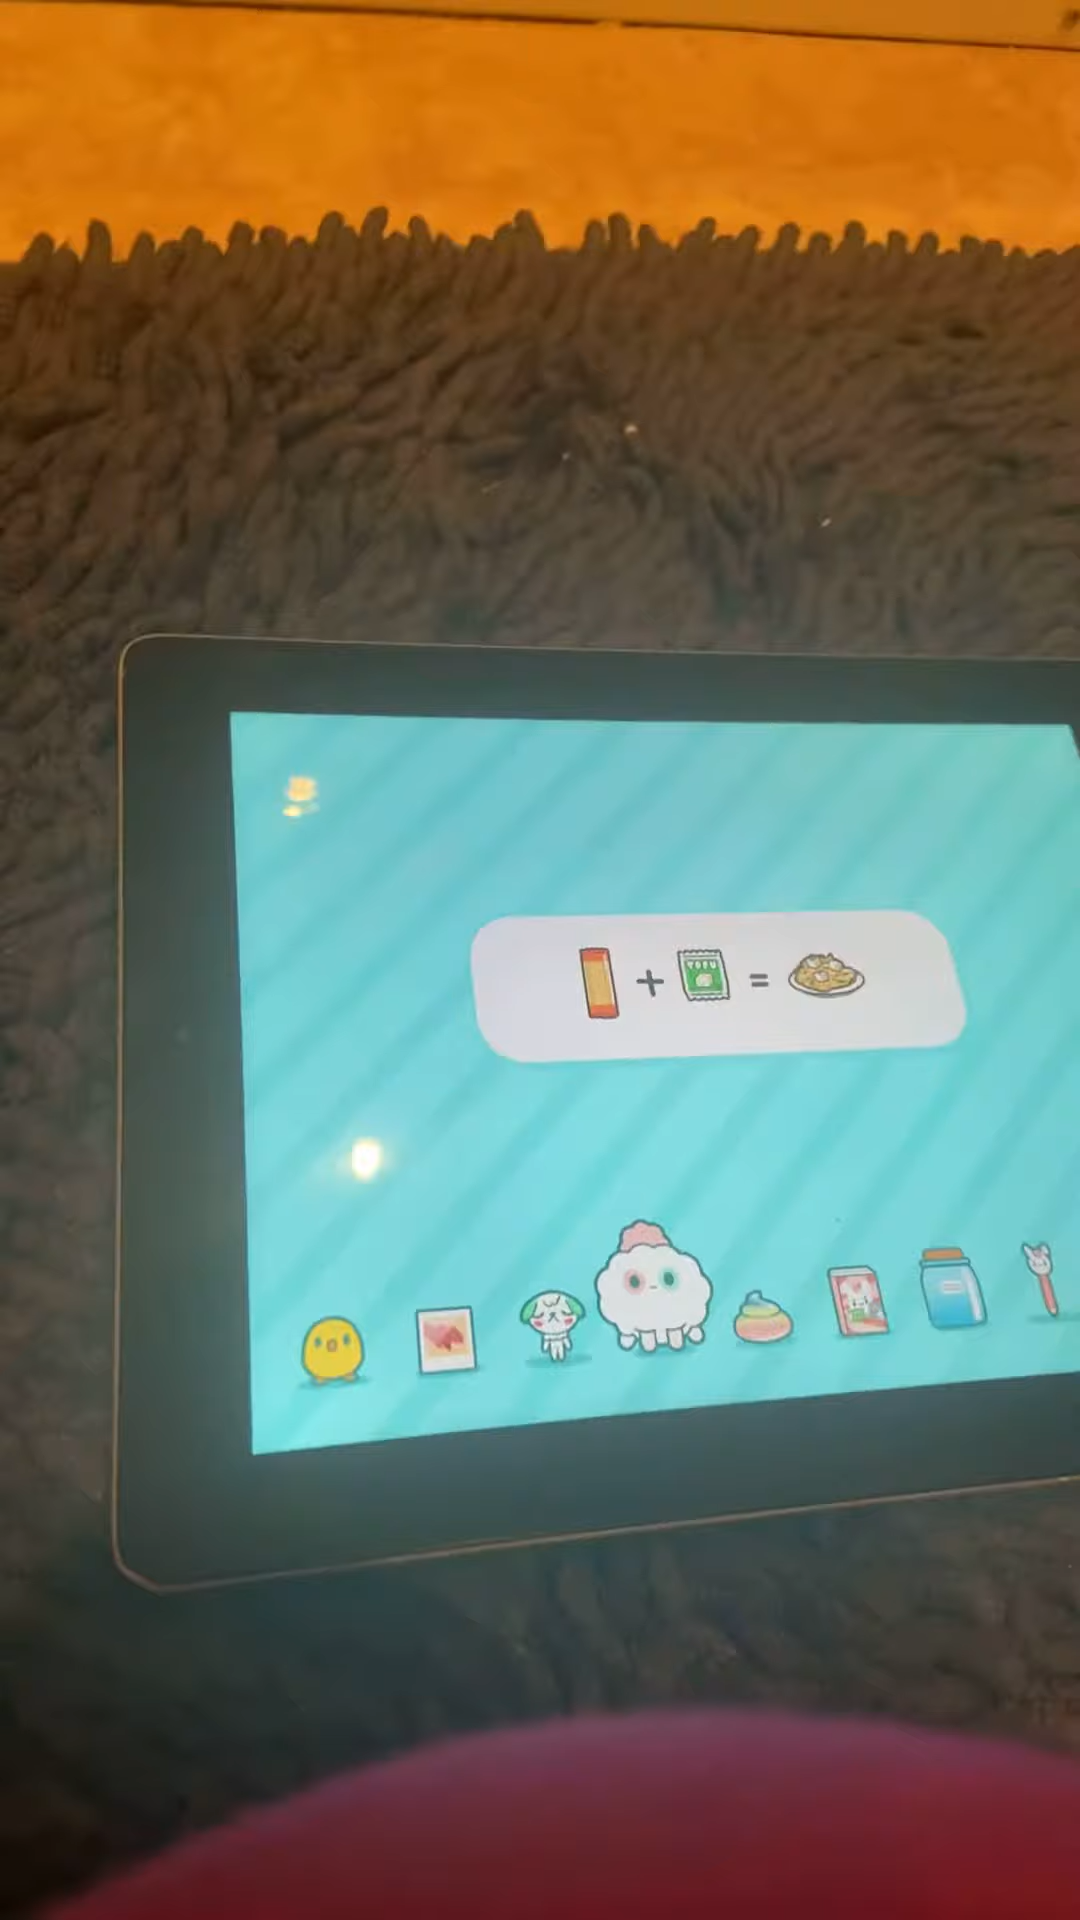 + =
TOFU